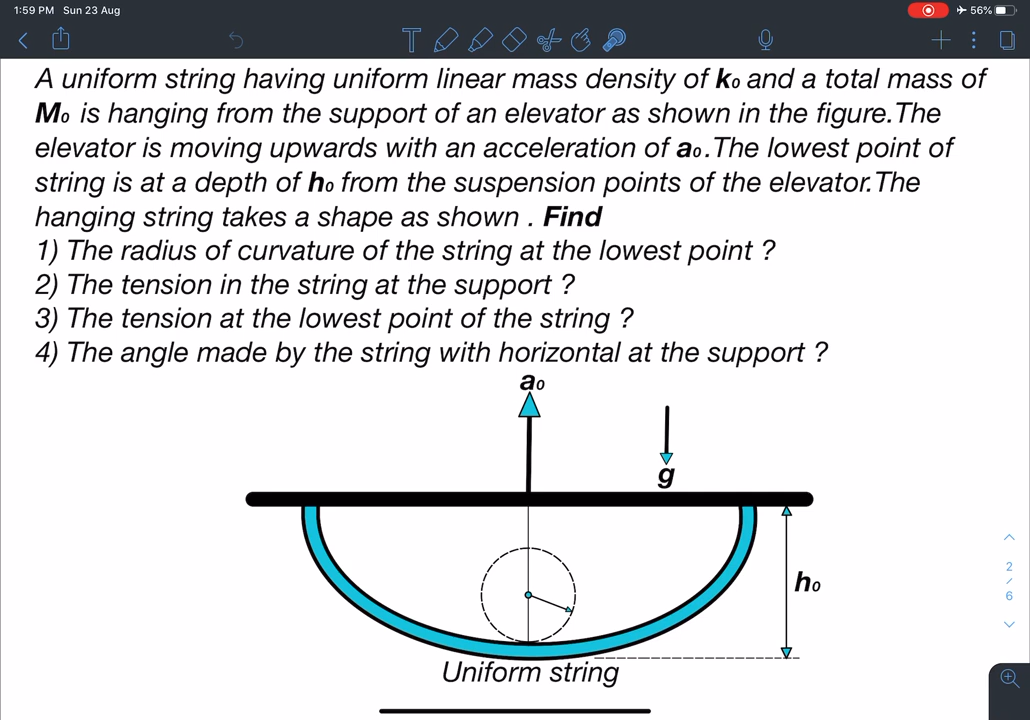 1:59 PM Sun 23 Aug
56%
A uniform string having uniform linear mass density of k₀ and a total mass of
M₀ is hanging from the support of an elevator as shown in the figure.The
elevator is moving upwards with an acceleration of a₀.The lowest point of
string is at a depth of h₀ from the suspension points of the elevator.The
hanging string takes a shape as shown . Find
1) The radius of curvature of the string at the lowest point ?
2) The tension in the string at the support ?
3) The tension at the lowest point of the string ?
4) The angle made by the string with horizontal at the support ?
a₀
g
h₀
2
/
6
Uniform string